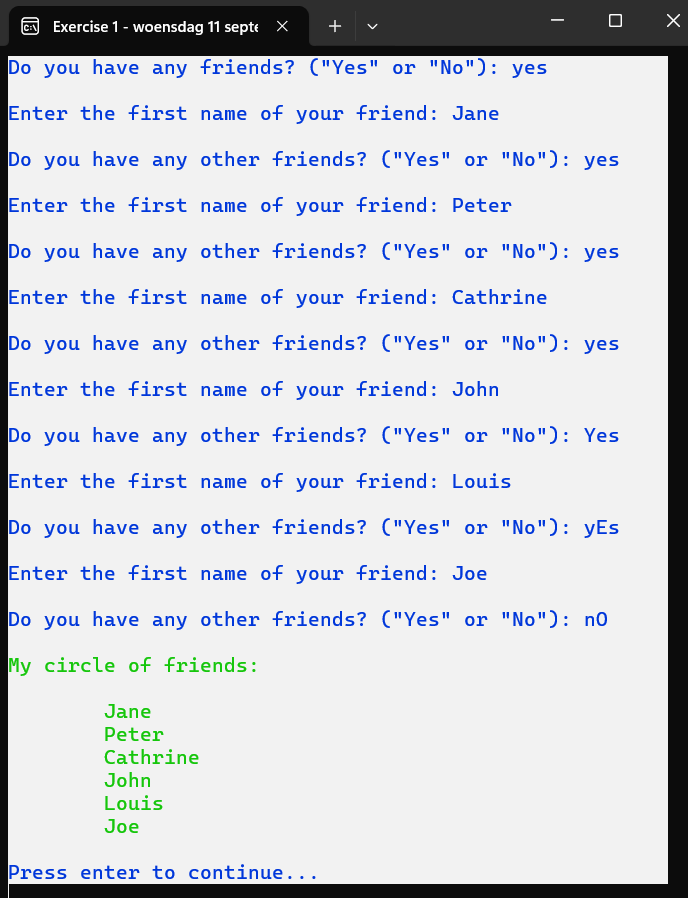 Exercise 1 - woensdag 11 septe
Do you have any friends? ("Yes" or "No"): yes
Enter the first name of your friend: Jane
Do you have any other friends? ("Yes" or "No"): yes
Enter the first name of your friend: Peter
Do you have any other friends? ("Yes" or "No"): yes
Enter the first name of your friend: Cathrine
Do you have any other friends? ("Yes" or "No"): yes
Enter the first name of your friend: John
Do you have any other friends? ("Yes" or "No"): Yes
Enter the first name of your friend: Louis
Do you have any other friends? ("Yes" or "No"): yEs
Enter the first name of your friend: Joe
Do you have any other friends? ("Yes" or "No"): nO
My circle of friends:
Jane
Peter
Cathrine
John
Louis
Joe
Press enter to continue...